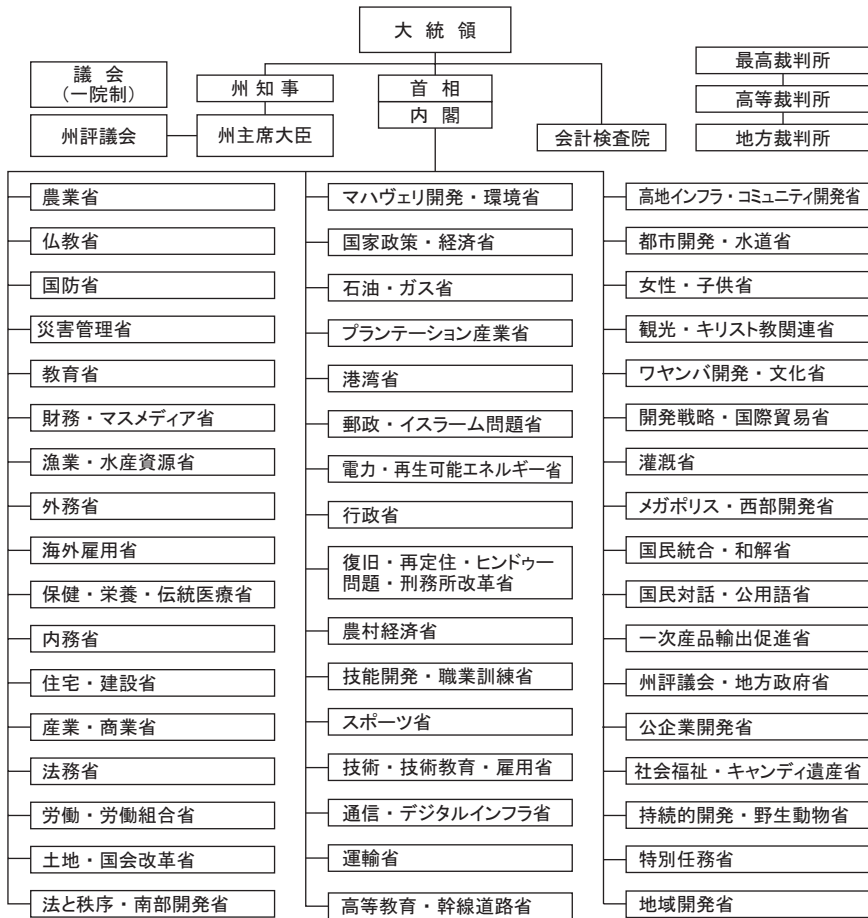 大統領
議会
(一院制)
州知事
首相
内閣
最高裁判所
高等裁判所
地方裁判所
州評議会
州主席大臣
会計検査院
農業省
仏教省
国防省
災害管理省
教育省
財務・マスメディア省
漁業・水産資源省
外務省
海外雇用省
保健・栄養・伝統医療省
内務省
住宅・建設省
産業・商業省
法務省
労働・労働組合省
土地・国会改革省
法と秩序・南部開発省
マハヴェリ開発・環境省
国家政策・経済省
石油・ガス省
プランテーション産業省
港湾省
郵政・イスラーム問題省
電力・再生可能エネルギー省
行政省
復旧・再定住・ヒンドゥー
問題・刑務所改革省
農村経済省
技能開発・職業訓練省
スポーツ省
技術・技術教育・雇用省
通信・デジタルインフラ省
運輸省
高等教育・幹線道路省
高地インフラ・コミュニティ開発省
都市開発・水道省
女性・子供省
観光・キリスト教関連省
ワヤンバ開発・文化省
開発戦略・国際貿易省
灌漑省
メガポリス・西部開発省
国民統合・和解省
国民対話・公用語省
一次産品輸出促進省
州評議会・地方政府省
公企業開発省
社会福祉・キャンディ遺産省
持続的開発・野生動物省
特別任務省
地域開発省